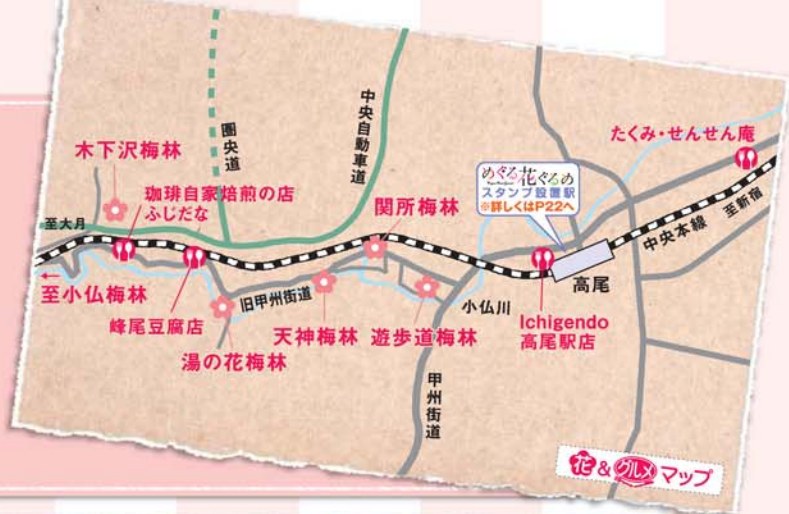 中央自動車道
圏央道
たくみ・せんせん庵
木下沢梅林
めぐる花ぐるめ
スタンプ設置駅
※詳しくはP22へ
珈琲自家焙煎の店
ふじだな
関所梅林
至大月
至新宿
中央本線
←
至小仏梅林
高尾
旧甲州街道
小仏川
峰尾豆腐店
天神梅林
遊歩道梅林
Ichigendo
高尾駅店
湯の花梅林
甲州街道
花&グルメマップ